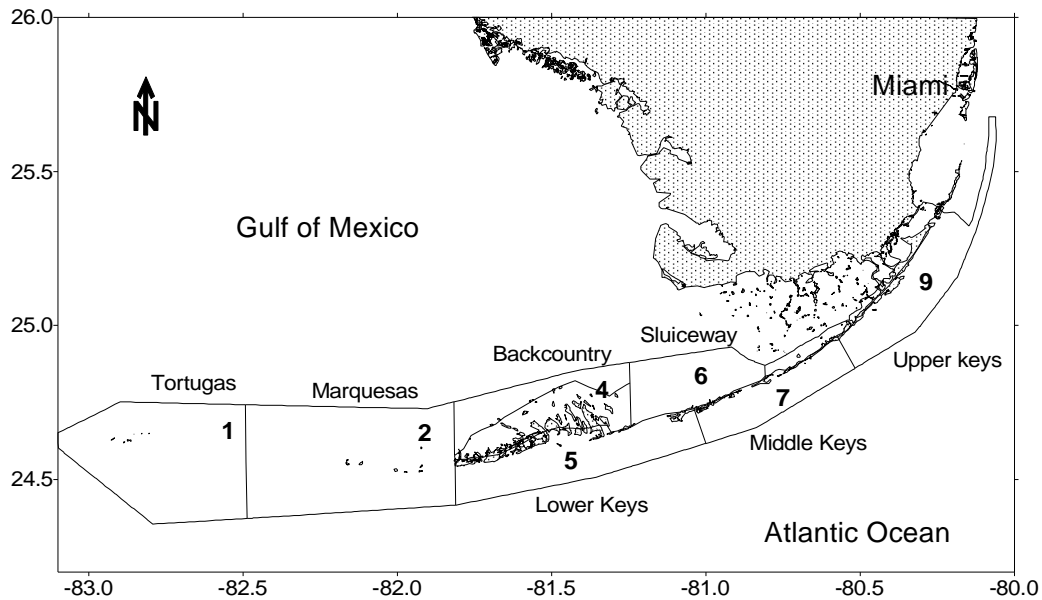 26.0
Miami
N
25.5
Gulf of Mexico
9
25.0
Sluiceway
Backcountry
Upper keys
Tortugas
Marquesas
6
4
7
1
2
Middle Keys
5
24.5
Lower Keys
Atlantic Ocean
-83.0
-82.5
-82.0
-81.5
-81.0
-80.5
-80.0